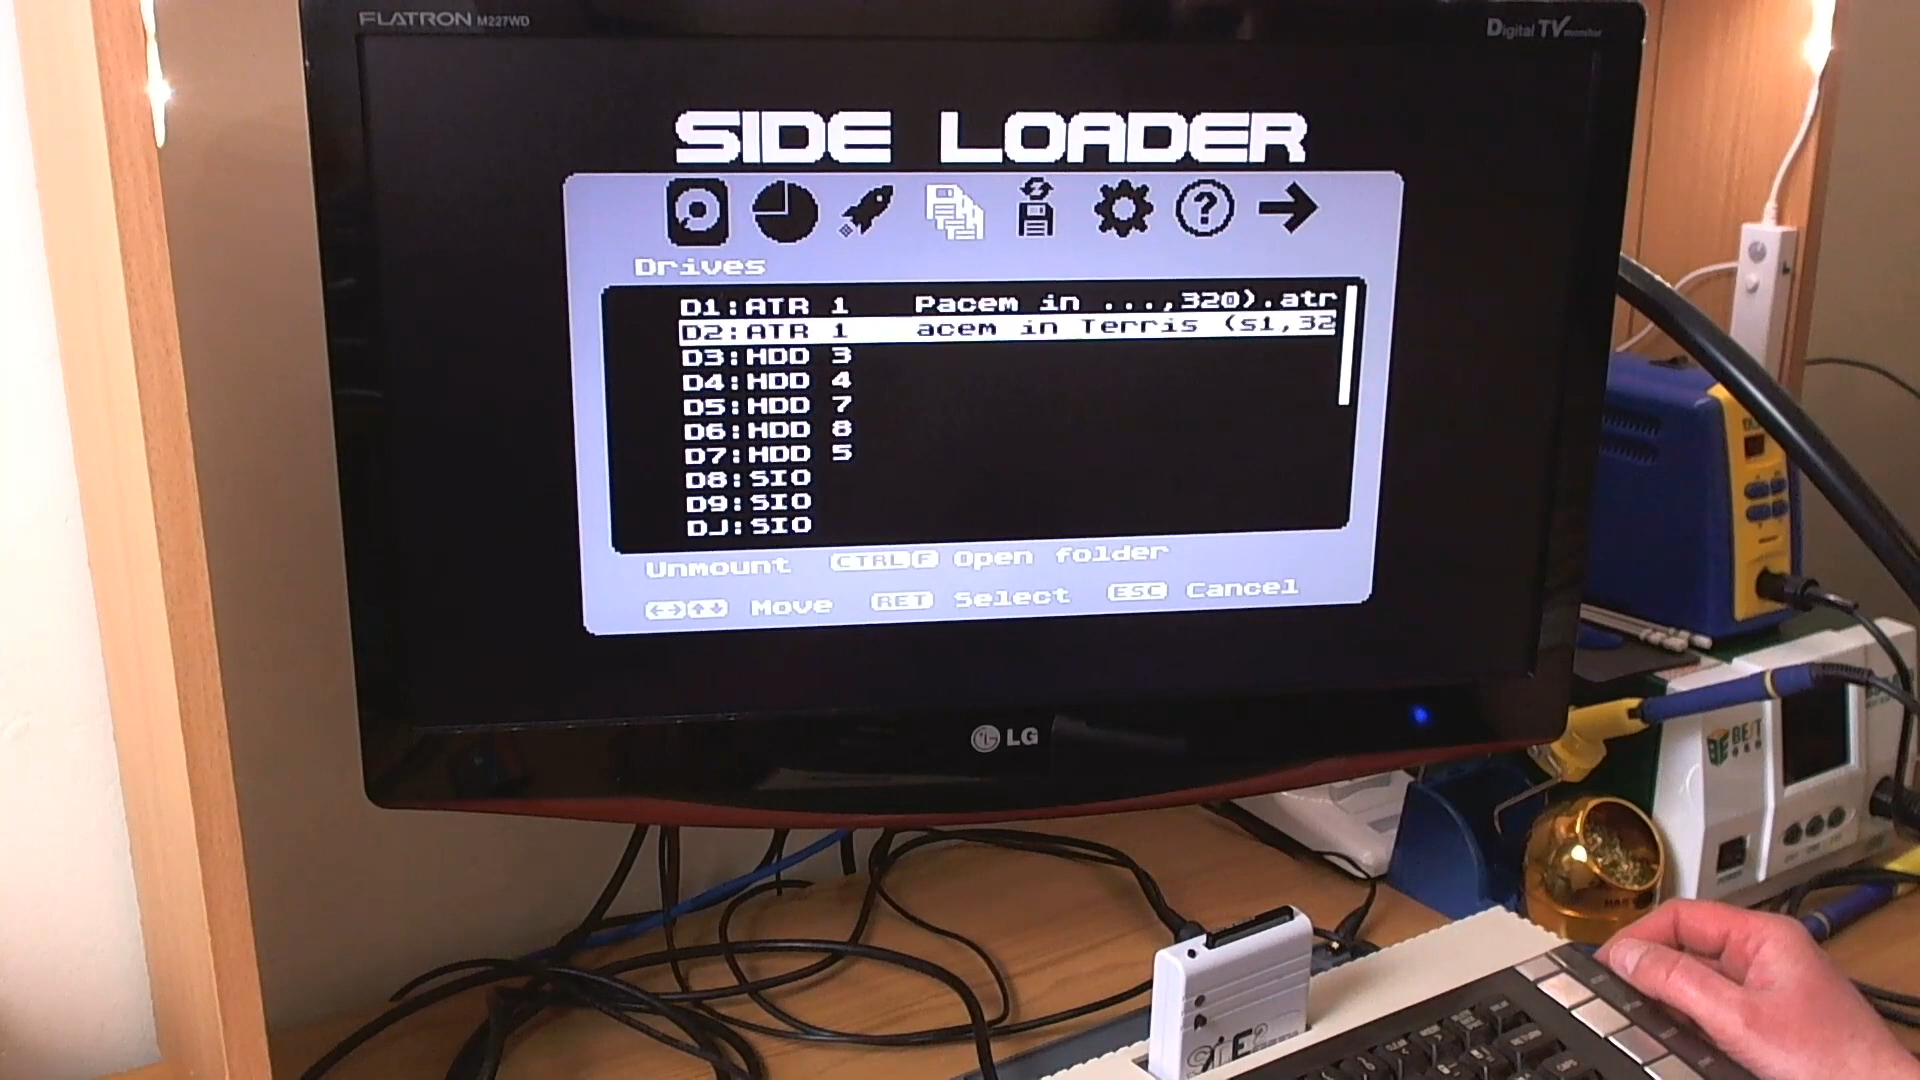 FLATRON M227WD
Digital TV monitor
SIDE LOADER
Drives
D1:ATR 1 Pacem in ...,320).atr
D2:ATR 1 acem in Terris (s1,32
D3:HDD 3
D4:HDD 4
D5:HDD 7
D6:HDD 8
D7:HDD 5
D8:SIO
D9:SIO
DJ:SIO
Unmount CTRL F Open folder
Move RET Select ESC Cancel
LG
BEST